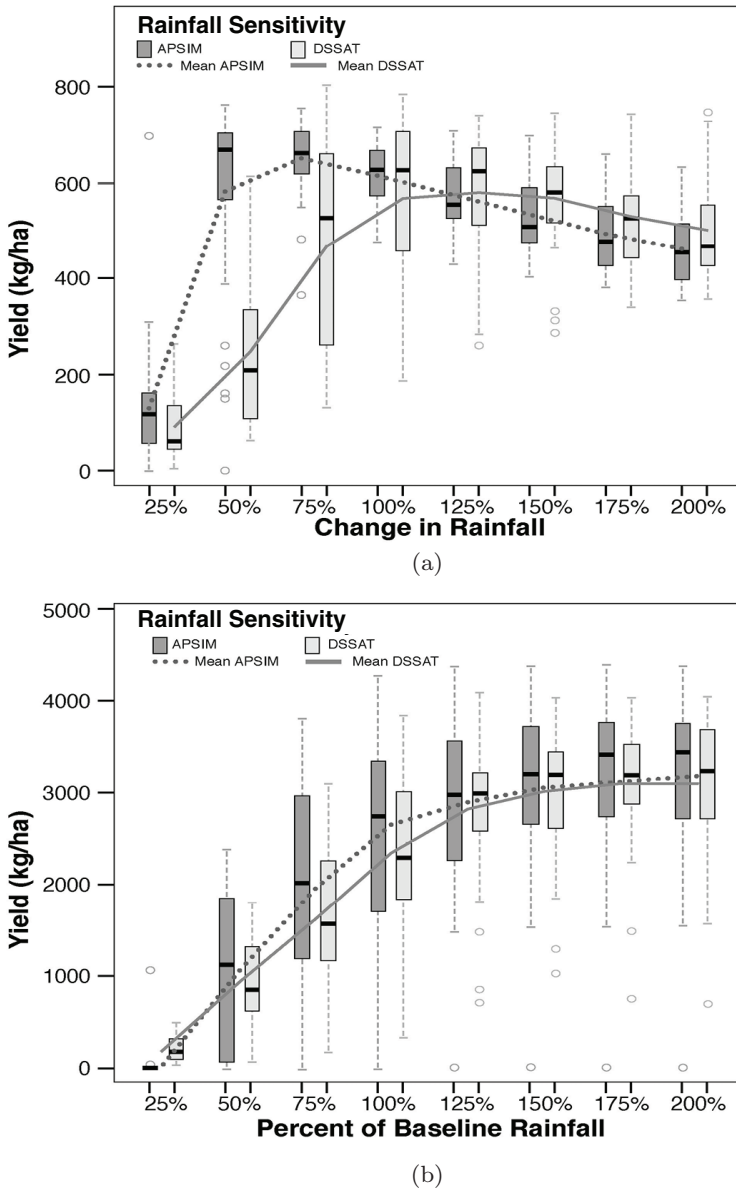 Rainfall Sensitivity
APSIM DSSAT
Mean APSIM Mean DSSAT
800
600
400
200
0
Yield (kg/ha)
25% 50% 75% 100% 125% 150% 175% 200%
Change in Rainfall
(a)
5000
Rainfall Sensitivity
APSIM DSSAT
Mean APSIM Mean DSSAT
4000
3000
2000
1000
0
Yield (kg/ha)
25% 50% 75% 100% 125% 150% 175% 200%
Percent of Baseline Rainfall
(b)